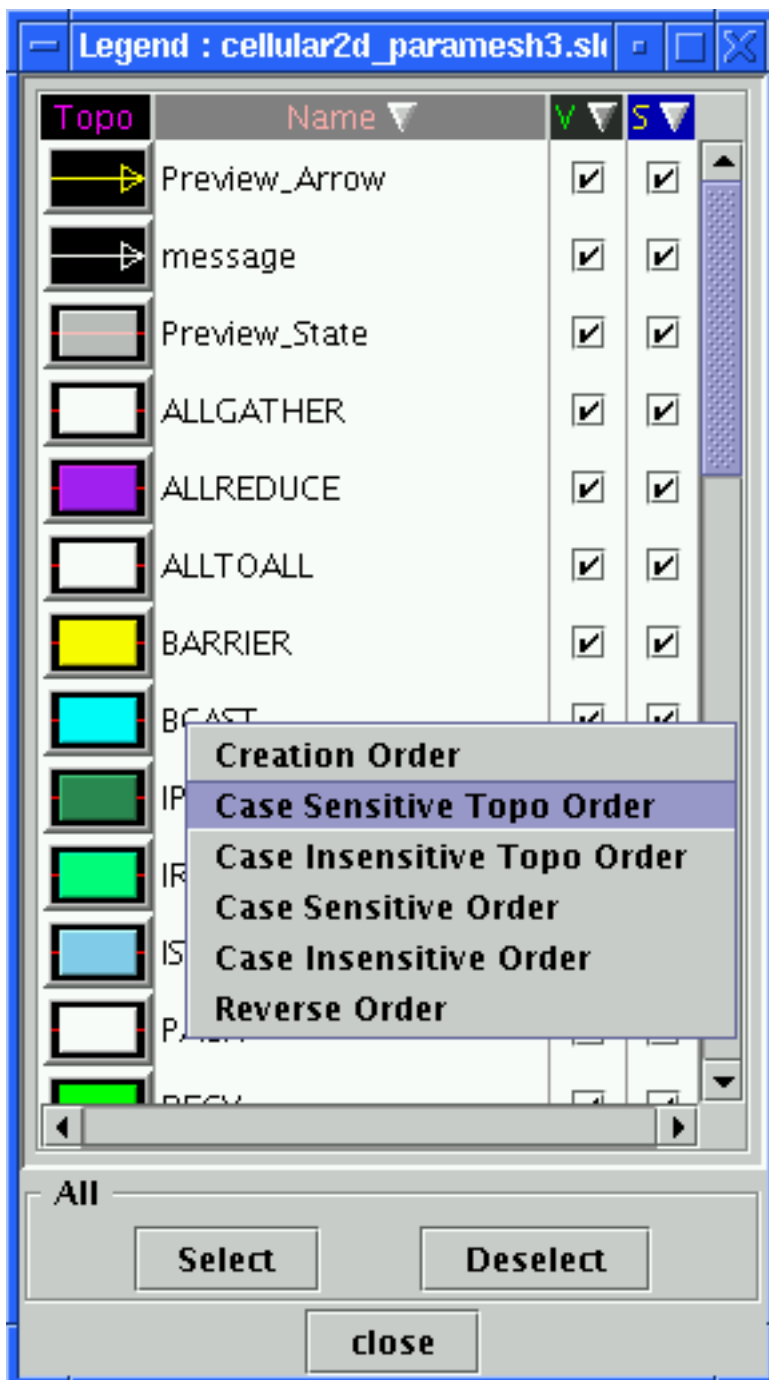 Legend : cellular2d_paramesh3.sl
Topo Name V S
Preview_Arrow
message
Preview_State
ALLGATHER
ALLREDUCE
ALLTOALL
BARRIER
BCAST
Creation Order
Case Sensitive Topo Order
Case Insensitive Topo Order
Case Sensitive Order
Case Insensitive Order
Reverse Order
All
Select Deselect
close